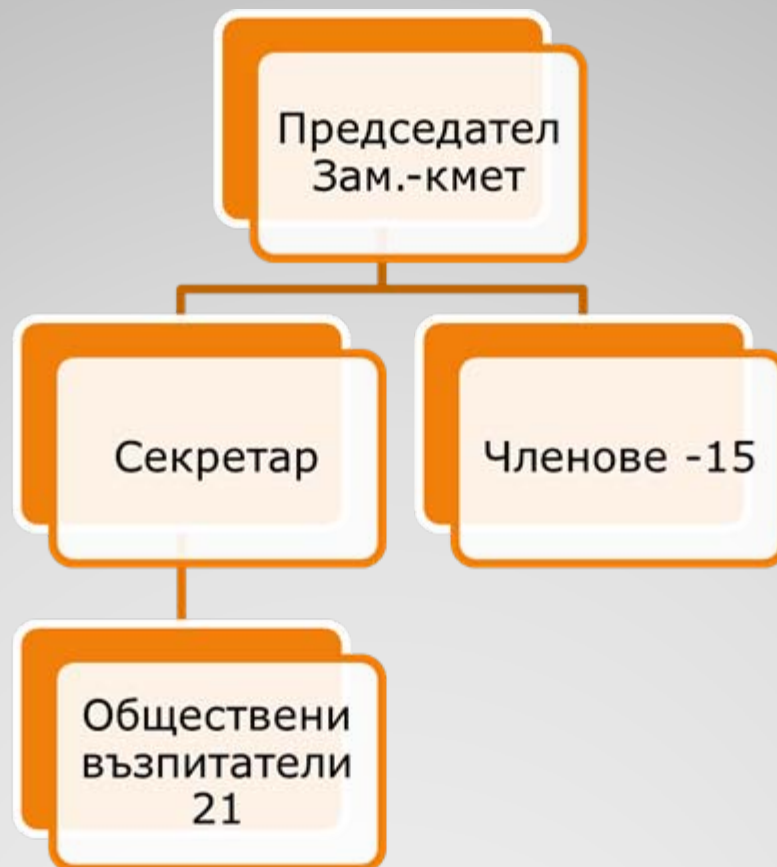 Председател
Зам.-кмет
Секретар
Членове -15
Обществени
възпитатели
21